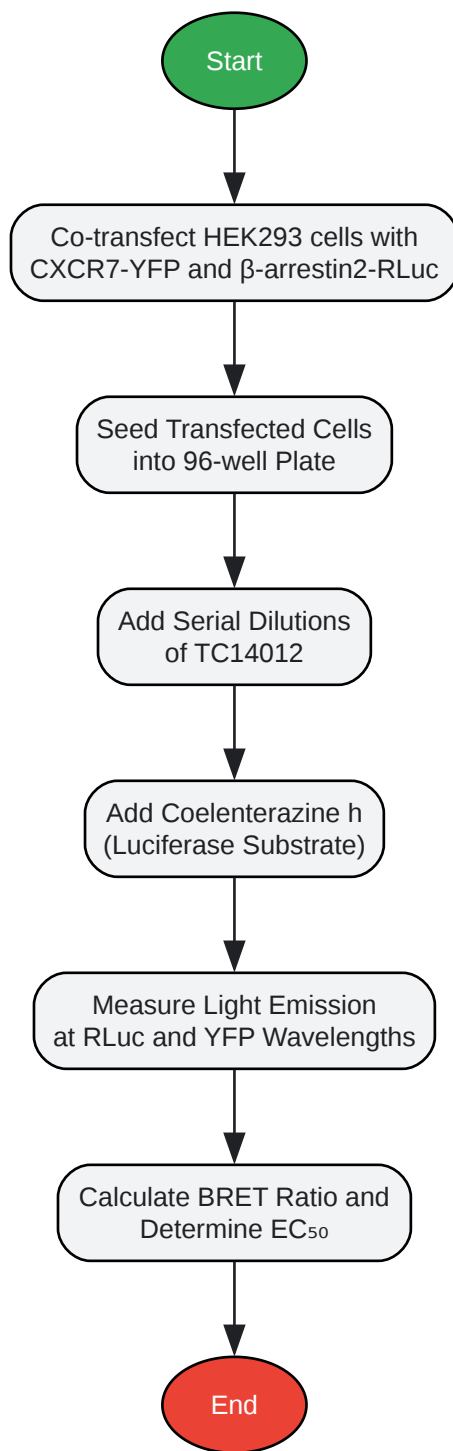 Start
Co-transfect HEK293 cells with
CXCR7-YFP and β-arrestin2-RLuc
Seed Transfected Cells
into 96-well Plate
Add Serial Dilutions
of TC14012
Add Coelenterazine h
(Luciferase Substrate)
Measure Light Emission
at RLuc and YFP Wavelengths
Calculate BRET Ratio and
Determine EC₅₀
End